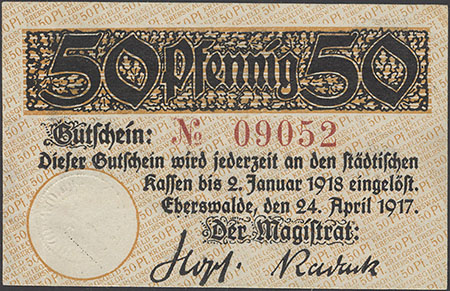 50 Pfennig 50
Gutschein: № 09052
Dieser Gutschein wird jederzeit an den städtischen
Kassen bis 2. Januar 1918 eingelöst.
Eberswalde, den 24. April 1917.
Der Magistrat:
Hopf.